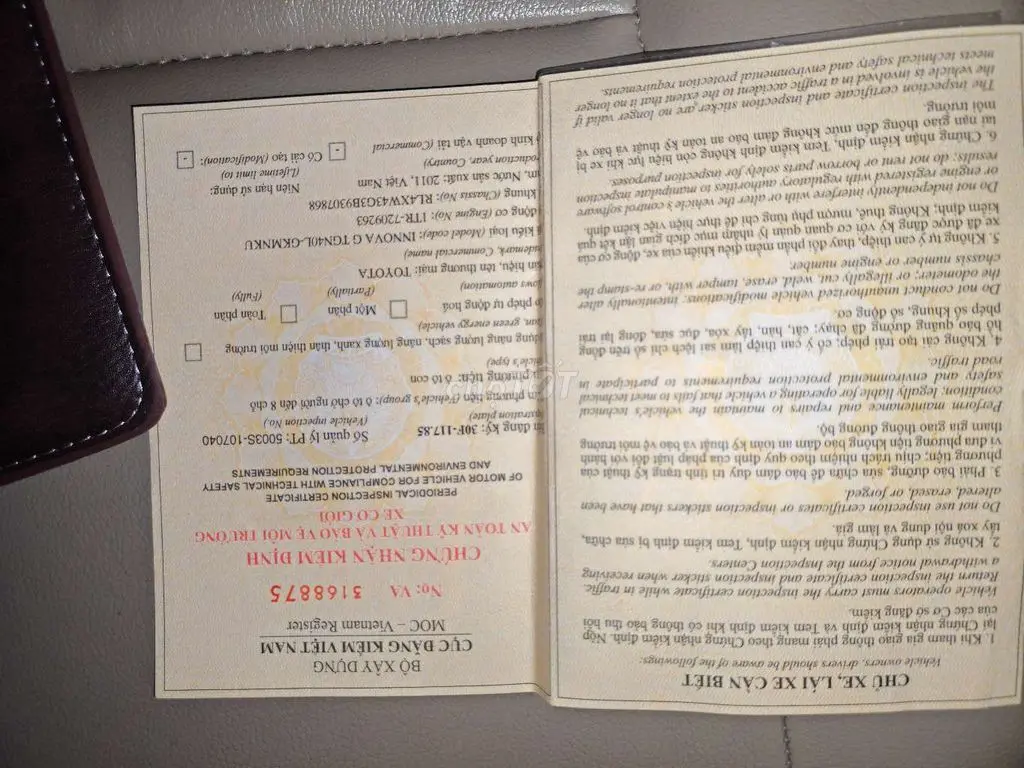 CHỦ XE, LÁI XE CẦN BIẾT
Vehicle owners, drivers should be aware of the followings:
1. Khi tham gia giao thông phải mang theo Chứng nhận kiểm định. Nộp
lại Chứng nhận kiểm định và Tem kiểm định khi có thông báo thu hồi
của các Cơ sở đăng kiểm.
Vehicle operators must carry the inspection certificate while in traffic.
Return the inspection certificate and inspection sticker when receiving
a withdrawal notice from the Inspection Centers.
2. Không sử dụng Chứng nhận kiểm định, Tem kiểm định bị sửa chữa,
tẩy xoá nội dung và làm giả.
Do not use inspection certificates or inspection stickers that have been
altered, erased, or forged.
3. Phải bảo dưỡng, sửa chữa để bảo đảm duy trì tình trạng kỹ thuật của
phương tiện; chịu trách nhiệm theo quy định của pháp luật đối với hành
vi đưa phương tiện không bảo đảm an toàn kỹ thuật và bảo vệ môi trường
tham gia giao thông đường bộ.
Perform maintenance and repairs to maintain the vehicle's technical
condition; legally liable for operating a vehicle that fails to meet technical
safety and environmental protection requirements to participate in
road traffic.
4. Không cải tạo trái phép; cố ý can thiệp làm sai lệch chỉ số trên đồng
hồ báo quãng đường đã chạy; cắt, hàn, tẩy xóa, đục sửa, đóng lại trái
phép số khung, số động cơ.
Do not conduct unauthorized vehicle modifications; intentionally alter
the odometer; or illegally cut, weld, erase, tamper with, or re-stamp the
chassis number or engine number.
5. Không tự ý can thiệp, thay đổi phần mềm điều khiển của xe, động cơ của
xe đã được đăng ký với cơ quan quản lý nhằm mục đích gian lận kết quả
kiểm định; Không thuê, mượn phụ tùng chỉ để thực hiện việc kiểm định.
Do not independently interfere with or alter the vehicle's control software
or engine registered with regulatory authorities to manipulate inspection
results; do not rent or borrow parts solely for inspection purposes.
6. Chứng nhận kiểm định, Tem kiểm định không còn hiệu lực khi xe bị
tai nạn giao thông đến mức không đảm bảo an toàn kỹ thuật và bảo vệ
môi trường.
The inspection certificate and inspection sticker are no longer valid if
the vehicle is involved in a traffic accident to the extent that it no longer
meets technical safety and environmental protection requirements.
BỘ XÂY DỰNG
CỤC ĐĂNG KIỂM VIỆT NAM
MOC – Vietnam Register
No: VA 3168875
CHỨNG NHẬN KIỂM ĐỊNH
AN TOÀN KỸ THUẬT VÀ BẢO VỆ MÔI TRƯỜNG
XE CƠ GIỚI
PERIODICAL INSPECTION CERTIFICATE
OF MOTOR VEHICLE FOR COMPLIANCE WITH TECHNICAL SAFETY
AND ENVIRONMENTAL PROTECTION REQUIREMENTS
đăng ký: 30F-117.85 Số quản lý PT: 5003S-107040
(Vehicle inpection No.)
phương tiện (Vehicle's group): ô tô chở người đến 8 chỗ
phương tiện: ô tô con
type)
dụng năng lượng sạch, năng lượng xanh, thân thiện môi trường
green energy vehicle)
phép tự động hoá Một phần Toàn phần
automation (Partially) (Fully)
hiệu, tên thương mại: TOYOTA
Commercial name)
kiểu loại (Model code): INNOVA G TGN40L-GKMNKU
động cơ (Engine No): 1TR-7209263
khung (Chassis No): RL4XW43G3B9307868
Nước sản xuất: 2011, Việt Nam Niên hạn sử dụng:
year, Country, (Lifetime limit to)
kinh doanh vận tải (Commercial - Có cải tạo (Modification): -